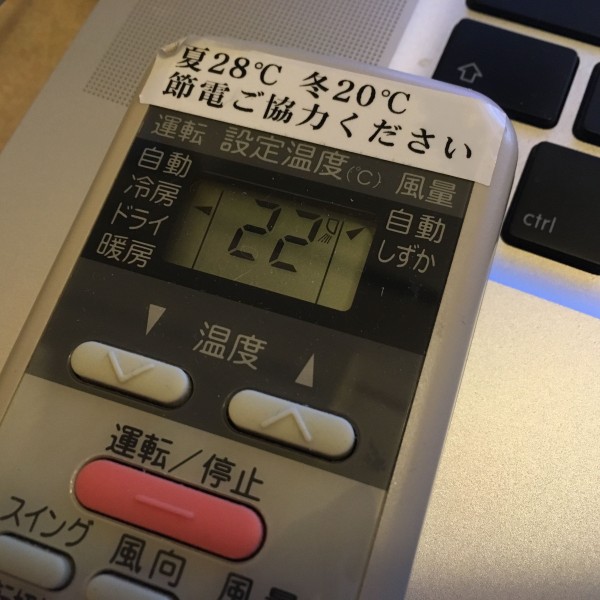 夏28℃ 冬20℃
節電ご協力ください
運転 設定温度(℃) 風量
自動
冷房
ドライ
暖房
22
自動
しずか
温度
運転/停止
スイング
風向
ctrl